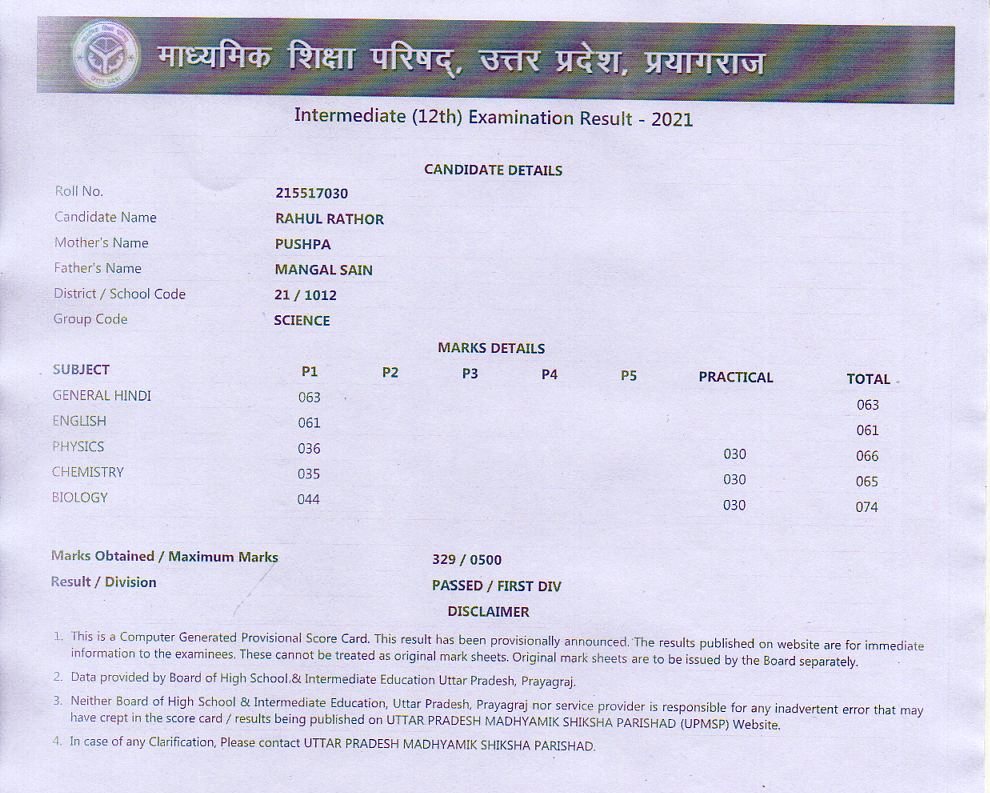 माध्यमिक शिक्षा परिषद्, उत्तर प्रदेश, प्रयागराज
Intermediate (12th) Examination Result - 2021
CANDIDATE DETAILS
Roll No. 215517030
Candidate Name RAHUL RATHOR
Mother's Name PUSHPA
Father's Name MANGAL SAIN
District / School Code 21 / 1012
Group Code SCIENCE
MARKS DETAILS
SUBJECT P1 P2 P3 P4 P5 PRACTICAL TOTAL
GENERAL HINDI 063 063
ENGLISH 061 061
PHYSICS 036 030 066
CHEMISTRY 035 030 065
BIOLOGY 044 030 074
Marks Obtained / Maximum Marks 329 / 0500
Result / Division PASSED / FIRST DIV
DISCLAIMER
1. This is a Computer Generated Provisional Score Card. This result has been provisionally announced. The results published on website are for immediate
information to the examinees. These cannot be treated as original mark sheets. Original mark sheets are to be issued by the Board separately.
2. Data provided by Board of High School & Intermediate Education Uttar Pradesh, Prayagraj.
3. Neither Board of High School & Intermediate Education, Uttar Pradesh, Prayagraj nor service provider is responsible for any inadvertent error that may
have crept in the score card / results being published on UTTAR PRADESH MADHYAMIK SHIKSHA PARISHAD (UPMSP) Website.
4. In case of any Clarification, Please contact UTTAR PRADESH MADHYAMIK SHIKSHA PARISHAD.